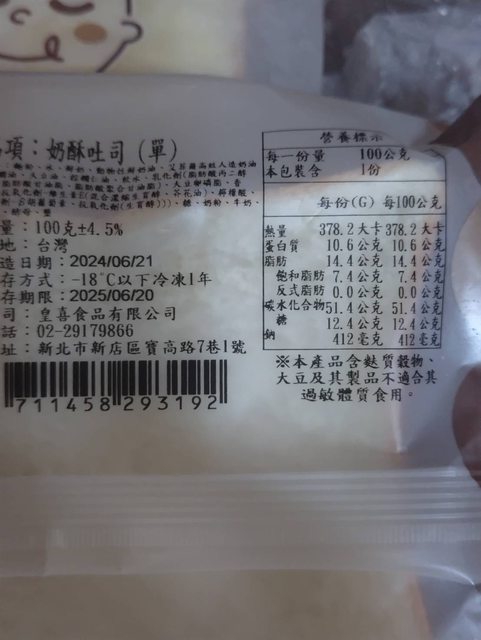 項：奶酥吐司 (單)
量：100克±4.5%
地：台灣
造日期：2024/06/21
存方式：-18°C以下冷凍1年
存期限：2025/06/20
司：皇喜食品有限公司
話：02-29179866
址：新北市新店區寶高路7巷1號
711458293192
營養標示
每一份量 100公克
本包裝含 1份
每份(G) 每100公克
熱量 378.2大卡 378.2大卡
蛋白質 10.6公克 10.6公克
脂肪 14.4公克 14.4公克
飽和脂肪 7.4公克 7.4公克
反式脂肪 0.0公克 0.0公克
碳水化合物 51.4公克 51.4公克
糖 12.4公克 12.4公克
鈉 412毫克 412毫克
※本產品含麩質穀物、
大豆及其製品不適合其
過敏體質食用。